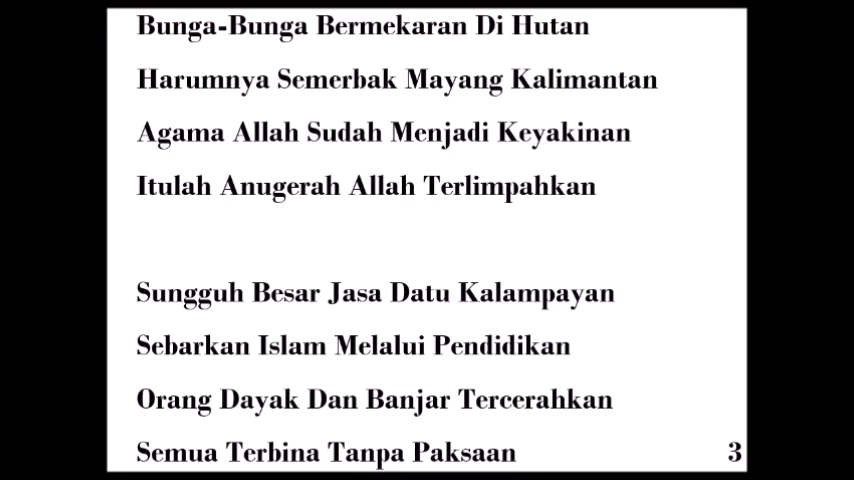 Bunga-Bunga Bermekaran Di Hutan
Harumnya Semerbak Mayang Kalimantan
Agama Allah Sudah Menjadi Keyakinan
Itulah Anugerah Allah Terlimpahkan
Sungguh Besar Jasa Datu Kalampayan
Sebarkan Islam Melalui Pendidikan
Orang Dayak Dan Banjar Tercerahkan
Semua Terbina Tanpa Paksaan
3